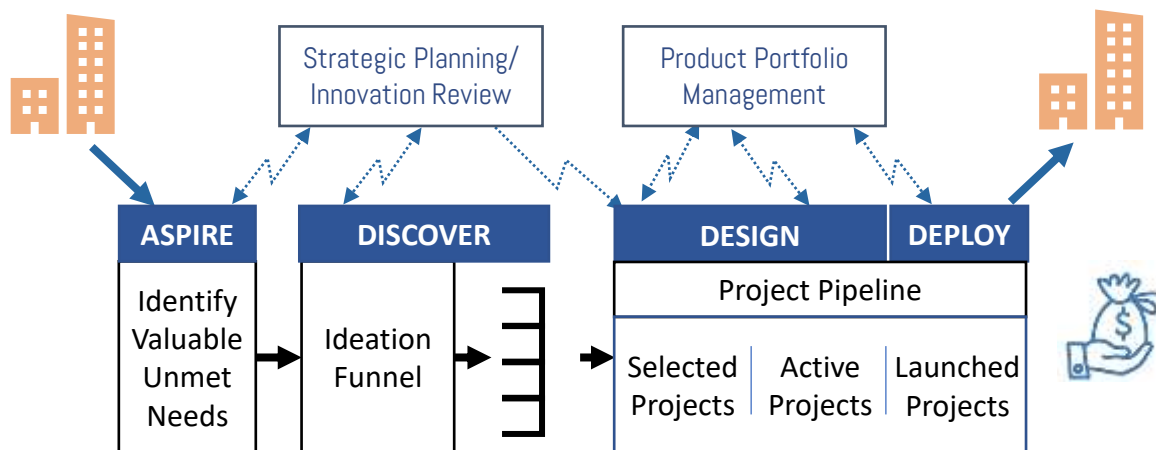 Strategic Planning/
Innovation Review
Product Portfolio
Management
ASPIRE
DISCOVER
DESIGN
DEPLOY
Identify
Valuable
Unmet
Needs
Ideation
Funnel
Project Pipeline
Selected
Projects
Active
Projects
Launched
Projects
$